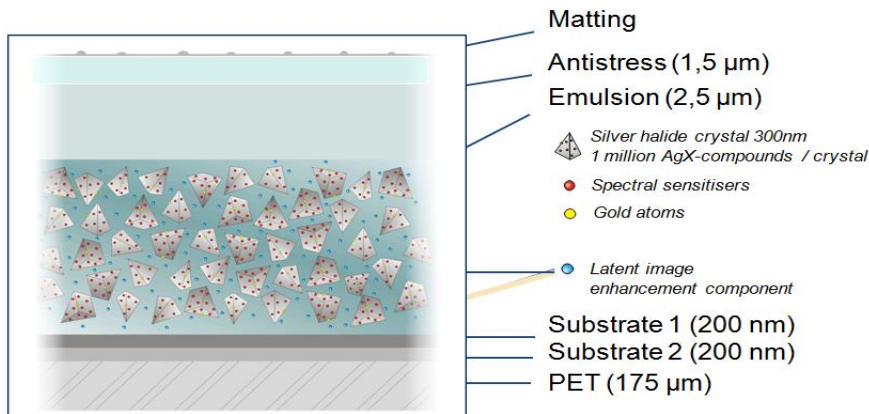 Matting
Antistress (1,5 µm)
Emulsion (2,5 µm)
Silver halide crystal 300nm
1 million AgX-compounds / crystal
Spectral sensitisers
Gold atoms
Latent image
enhancement component
Substrate 1 (200 nm)
Substrate 2 (200 nm)
PET (175 µm)